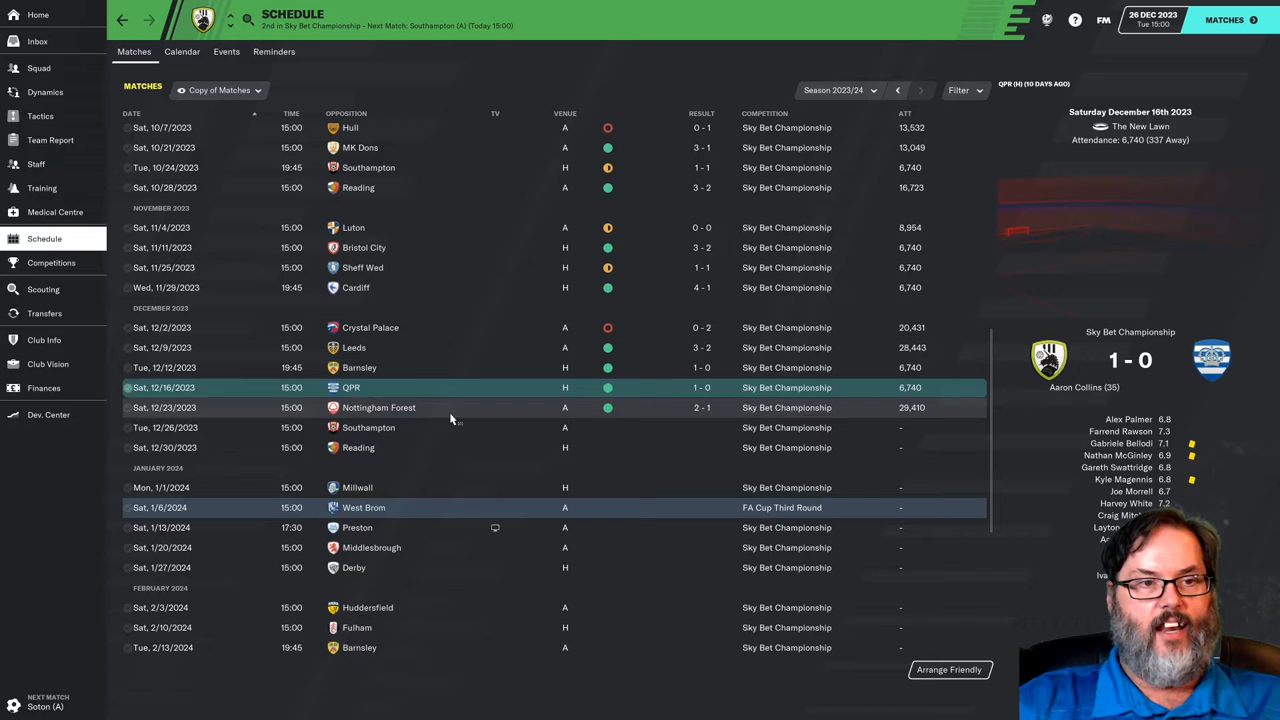 SCHEDULE
2nd in Sky Bet Championship - Next Match: Southampton (A) (Today 15:00)
FM
26 DEC 2023
Tue 15:00
MATCHES
Home
Inbox
Squad
Dynamics
Tactics
Team Report
Staff
Training
Medical Centre
Schedule
Competitions
Scouting
Transfers
Club Info
Club Vision
Finances
Dev. Center
NEXT MATCH
Soton (A)
Matches Calendar Events Reminders
MATCHES Copy of Matches Season 2023/24 Filter
DATE TIME OPPOSITION TV VENUE RESULT COMPETITION ATT
Sat, 10/7/2023 15:00 Hull A 0 - 1 Sky Bet Championship 13,532
Sat, 10/21/2023 15:00 MK Dons A 3 - 1 Sky Bet Championship 13,049
Tue, 10/24/2023 19:45 Southampton H 1 - 1 Sky Bet Championship 6,740
Sat, 10/28/2023 15:00 Reading A 3 - 2 Sky Bet Championship 16,723
NOVEMBER 2023
Sat, 11/4/2023 15:00 Luton A 0 - 0 Sky Bet Championship 8,954
Sat, 11/11/2023 15:00 Bristol City H 3 - 2 Sky Bet Championship 6,740
Sat, 11/25/2023 15:00 Sheff Wed H 1 - 1 Sky Bet Championship 6,740
Wed, 11/29/2023 19:45 Cardiff H 4 - 1 Sky Bet Championship 6,740
DECEMBER 2023
Sat, 12/2/2023 15:00 Crystal Palace A 0 - 2 Sky Bet Championship 20,431
Sat, 12/9/2023 15:00 Leeds A 3 - 2 Sky Bet Championship 28,443
Tue, 12/12/2023 19:45 Barnsley H 1 - 0 Sky Bet Championship 6,740
Sat, 12/16/2023 15:00 QPR H 1 - 0 Sky Bet Championship 6,740
Sat, 12/23/2023 15:00 Nottingham Forest A 2 - 1 Sky Bet Championship 29,410
Tue, 12/26/2023 15:00 Southampton A Sky Bet Championship -
Sat, 12/30/2023 15:00 Reading H Sky Bet Championship -
JANUARY 2024
Mon, 1/1/2024 15:00 Millwall H Sky Bet Championship -
Sat, 1/6/2024 15:00 West Brom A FA Cup Third Round -
Sat, 1/13/2024 17:30 Preston A Sky Bet Championship -
Sat, 1/20/2024 15:00 Middlesbrough A Sky Bet Championship -
Sat, 1/27/2024 15:00 Derby H Sky Bet Championship -
FEBRUARY 2024
Sat, 2/3/2024 15:00 Huddersfield A Sky Bet Championship -
Sat, 2/10/2024 15:00 Fulham H Sky Bet Championship -
Tue, 2/13/2024 19:45 Barnsley A Sky Bet Championship -
Arrange Friendly
QPR (H) (10 DAYS AGO)
Saturday December 16th 2023
The New Lawn
Attendance: 6,740 (337 Away)
Sky Bet Championship
1 - 0
Aaron Collins (35)
Alex Palmer 6.8
Farrend Rawson 7.3
Gabriele Bellodi 7.1
Nathan McGinley 6.9
Gareth Swattridge 6.8
Kyle Magennis 6.8
Joe Morrell 6.7
Harvey White 7.2